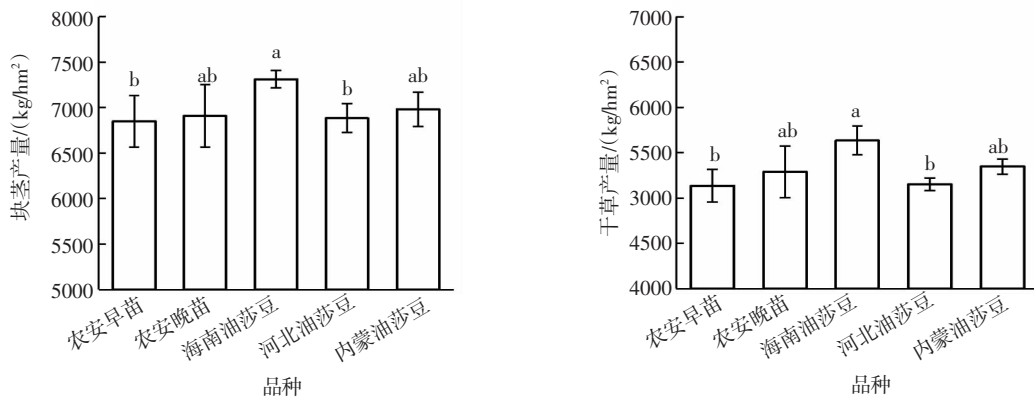 块茎产量/(kg/hm²)
8000
7500
7000
6500
6000
5500
5000
b
ab
a
b
ab
农安早苗
农安晚苗
海南油莎豆
河北油莎豆
内蒙油莎豆
品种
干草产量/(kg/hm²)
7000
6500
6000
5500
3000
4500
4000
b
ab
a
b
ab
农安早苗
农安晚苗
海南油莎豆
河北油莎豆
内蒙油莎豆
品种